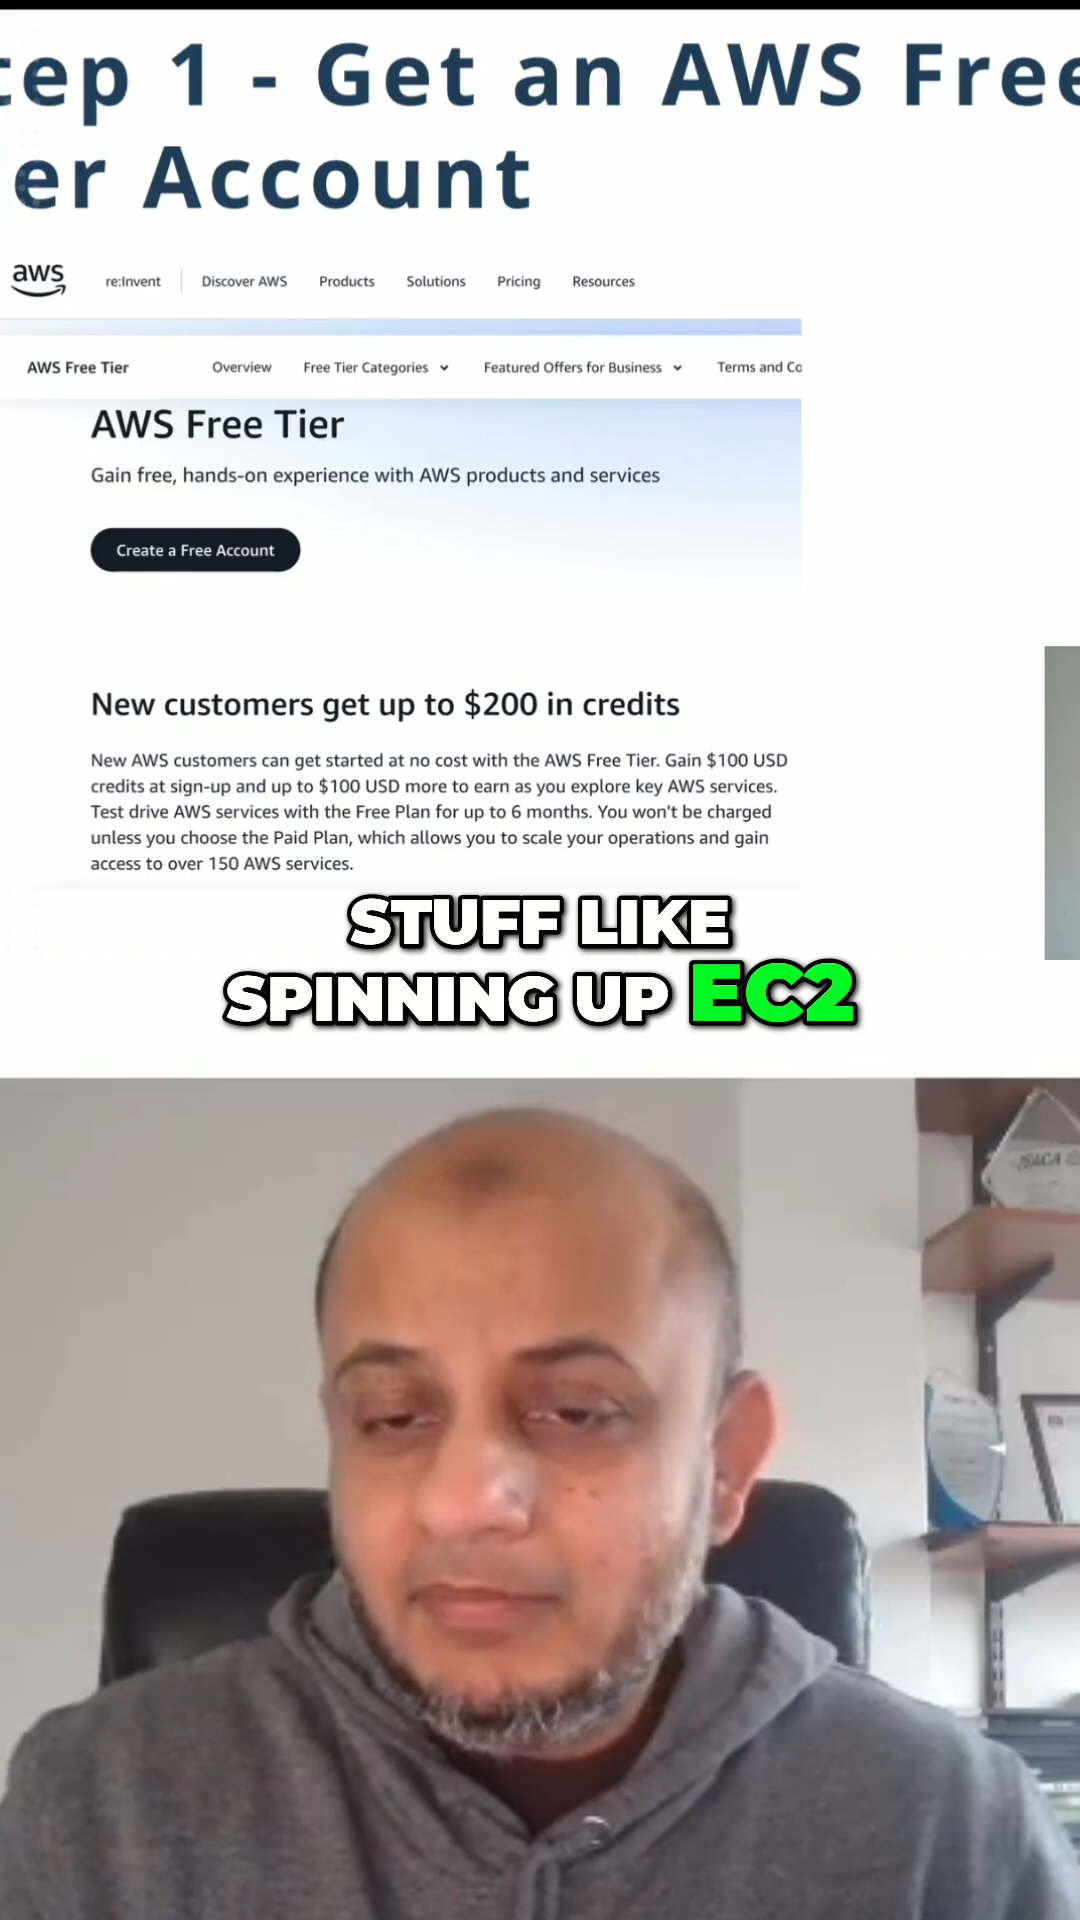 tep 1 - Get an AWS Free
er Account
aws
re:Invent
Discover AWS
Products
Solutions
Pricing
Resources
AWS Free Tier
Overview
Free Tier Categories
Featured Offers for Business
Terms and Co
AWS Free Tier
Gain free, hands-on experience with AWS products and services
Create a Free Account
New customers get up to $200 in credits
New AWS customers can get started at no cost with the AWS Free Tier. Gain $100 USD
credits at sign-up and up to $100 USD more to earn as you explore key AWS services.
Test drive AWS services with the Free Plan for up to 6 months. You won't be charged
unless you choose the Paid Plan, which allows you to scale your operations and gain
access to over 150 AWS services.
STUFF LIKE
SPINNING UP EC2
ISACA